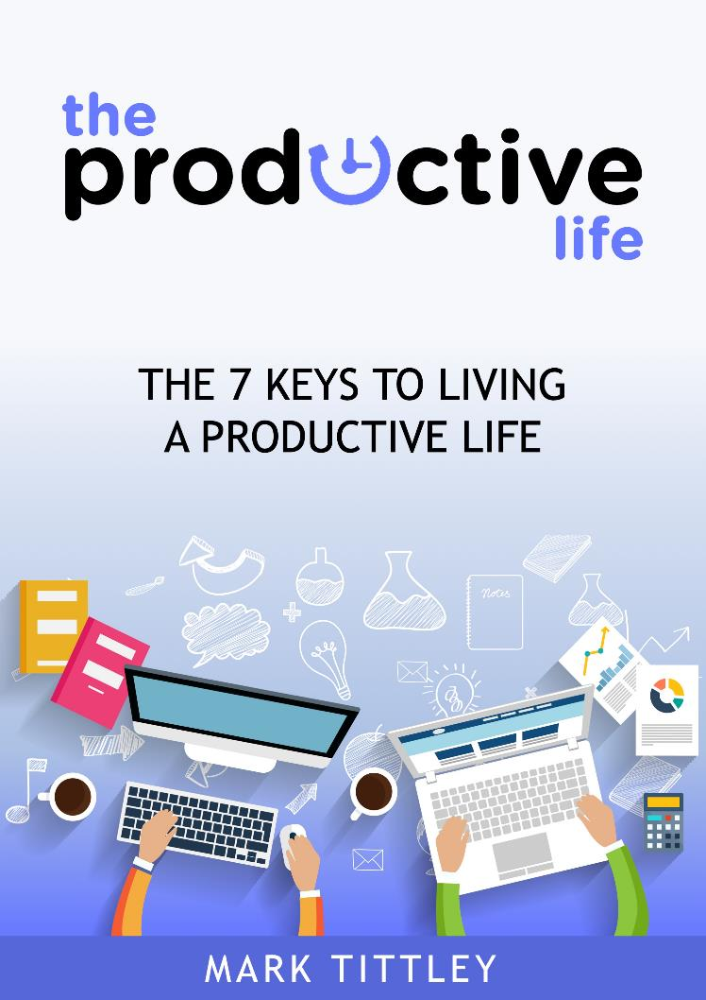 the
productive
life
THE 7 KEYS TO LIVING
A PRODUCTIVE LIFE
Notes
MARK TITTLEY